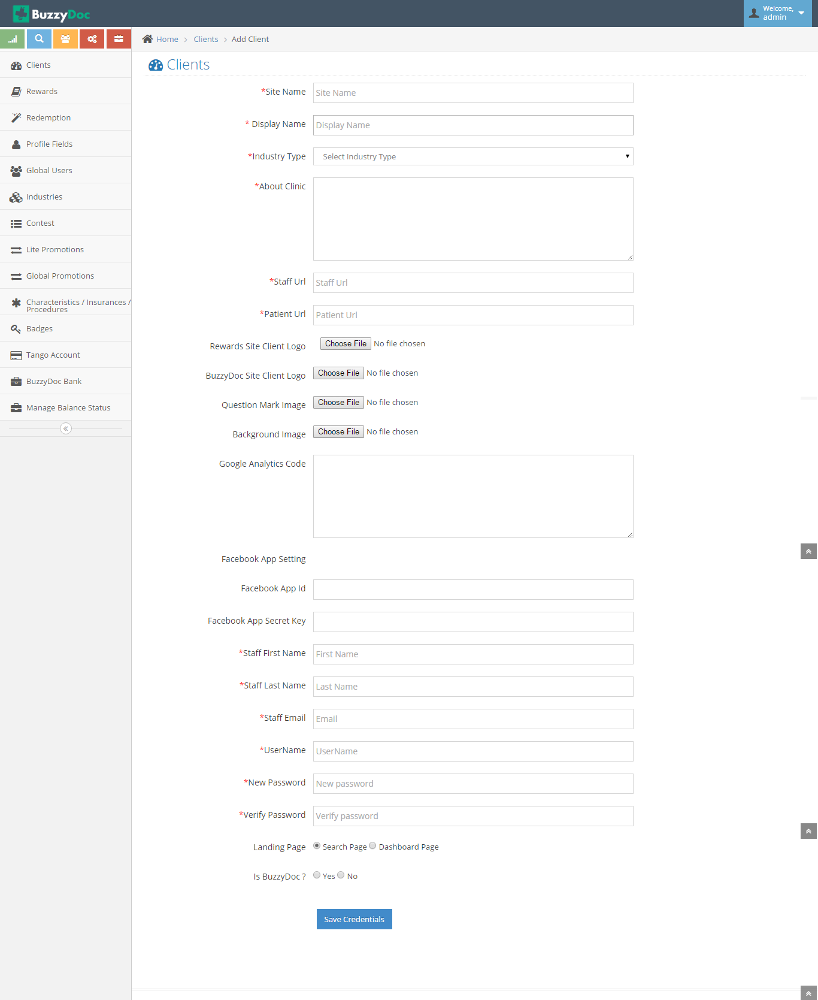 BuzzyDoc
Welcome,
admin
Home
Clients
Add Client
Clients
Rewards
Redemption
Profile Fields
Global Users
Industries
Contest
Lite Promotions
Global Promotions
Characteristics / Insurances /
Procedures
Badges
Tango Account
BuzzyDoc Bank
Manage Balance Status
Clients
*Site Name Site Name
* Display Name Display Name
*Industry Type Select Industry Type
*About Clinic
*Staff Url Staff Url
*Patient Url Patient Url
Rewards Site Client Logo Choose File No file chosen
BuzzyDoc Site Client Logo Choose File No file chosen
Question Mark Image Choose File No file chosen
Background Image Choose File No file chosen
Google Analytics Code
Facebook App Setting
Facebook App Id
Facebook App Secret Key
*Staff First Name First Name
*Staff Last Name Last Name
*Staff Email Email
*UserName UserName
*New Password New password
*Verify Password Verify password
Landing Page Search Page Dashboard Page
Is BuzzyDoc ? Yes No
Save Credentials